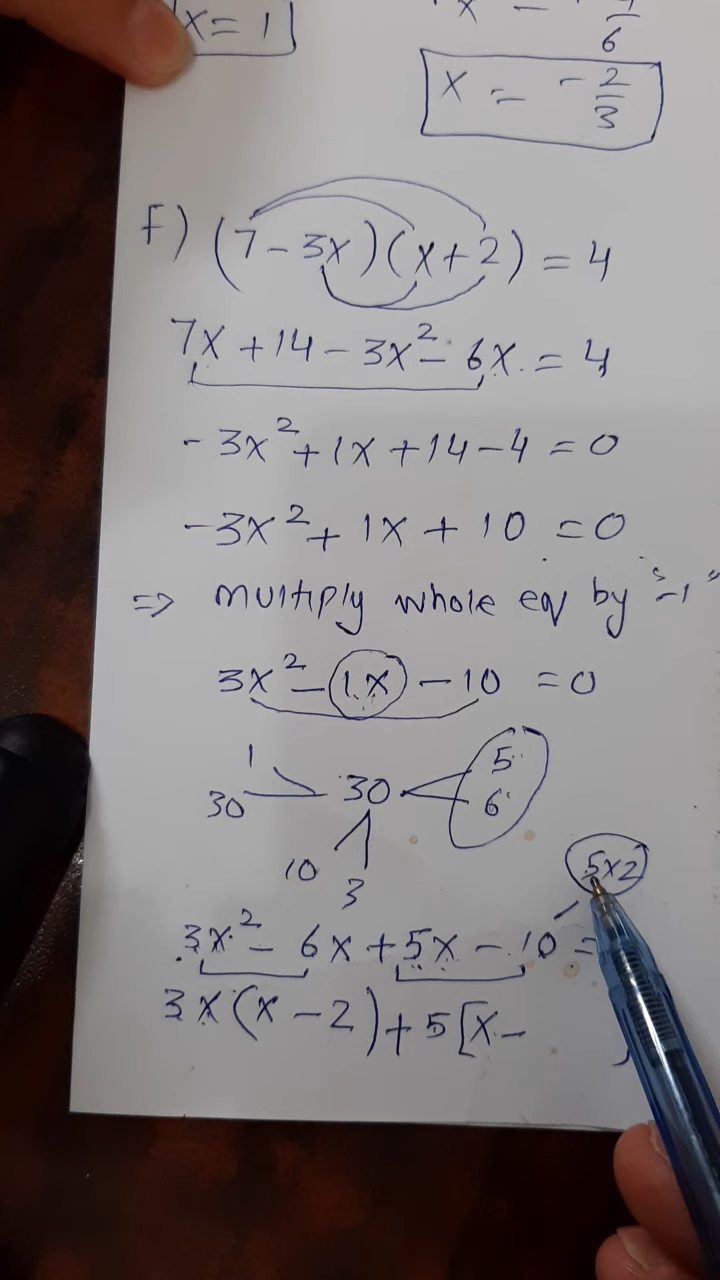 x = 1
x = - 2/3
f) (7 - 3x)(x + 2) = 4
7x + 14 - 3x² - 6x = 4
- 3x² + 1x + 14 - 4 = 0
- 3x² + 1x + 10 = 0
=> multiply whole eq by "-1"
3x² - 1x - 10 = 0
1 5
30 30 6
10 3
5x2
3x² - 6x + 5x - 10 =
3x(x - 2) + 5[x -